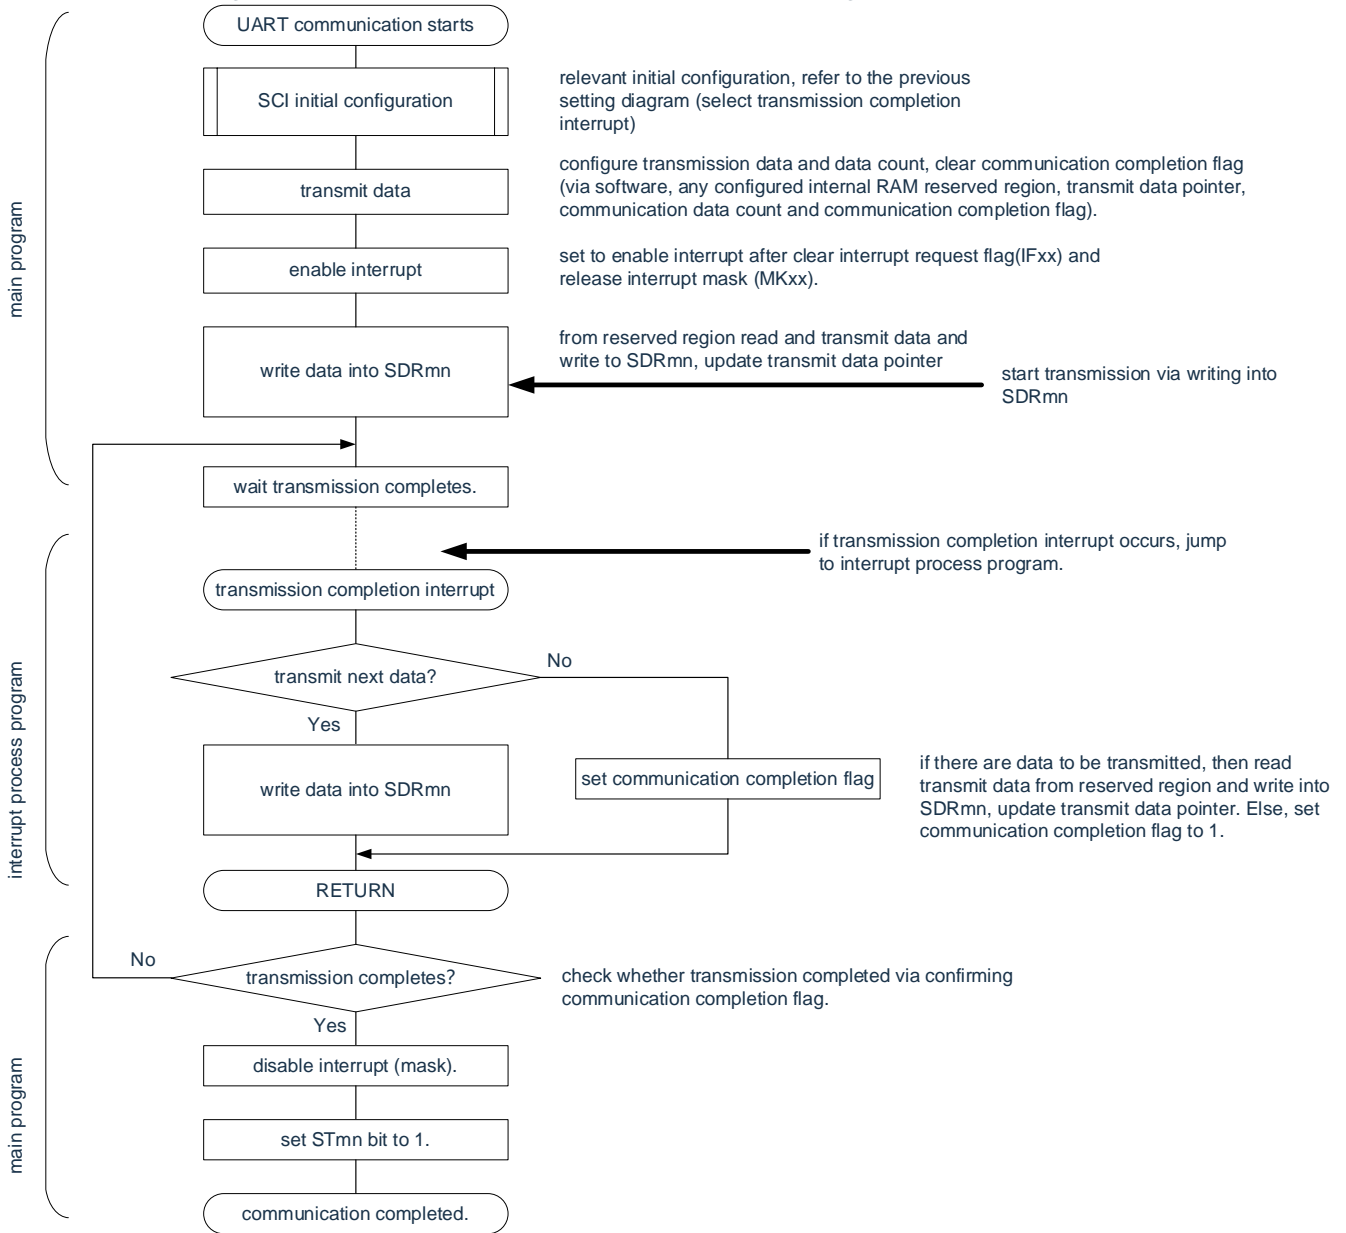 UART communication starts
SCI initial configuration
relevant initial configuration, refer to the previous
setting diagram (select transmission completion
interrupt)
transmit data
configure transmission data and data count, clear communication completion flag
(via software, any configured internal RAM reserved region, transmit data pointer,
communication data count and communication completion flag).
main program
enable interrupt
set to enable interrupt after clear interrupt request flag(IFxx) and
release interrupt mask (MKxx).
write data into SDRmn
from reserved region read and transmit data and
write to SDRmn, update transmit data pointer
start transmission via writing into
SDRmn
wait transmission completes.
if transmission completion interrupt occurs, jump
to interrupt process program.
transmission completion interrupt
interrupt process program
transmit next data?
No
Yes
write data into SDRmn
set communication completion flag
if there are data to be transmitted, then read
transmit data from reserved region and write into
SDRmn, update transmit data pointer. Else, set
communication completion flag to 1.
RETURN
No
transmission completes?
check whether transmission completed via confirming
communication completion flag.
Yes
main program
disable interrupt (mask).
set STmn bit to 1.
communication completed.